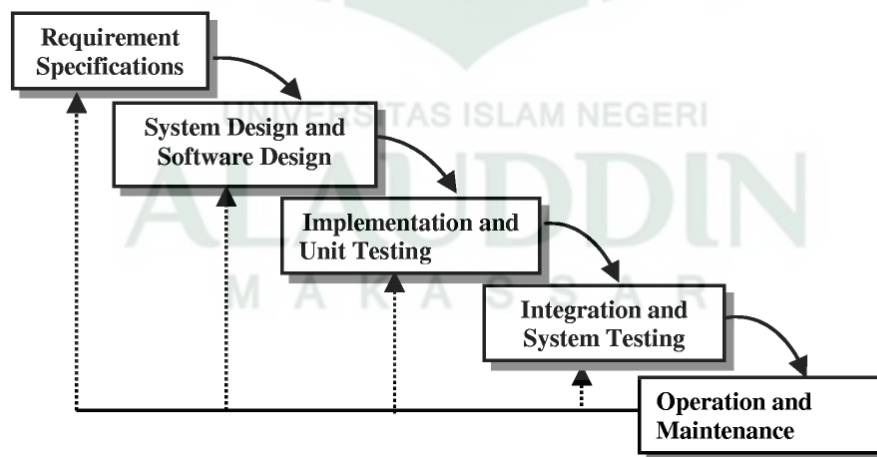 Requirement
Specifications
UNIVERSITAS ISLAM NEGERI
System Design and
Software Design
ALAUDDIN
Implementation and
Unit Testing
MAKASSAR
Integration and
System Testing
Operation and
Maintenance